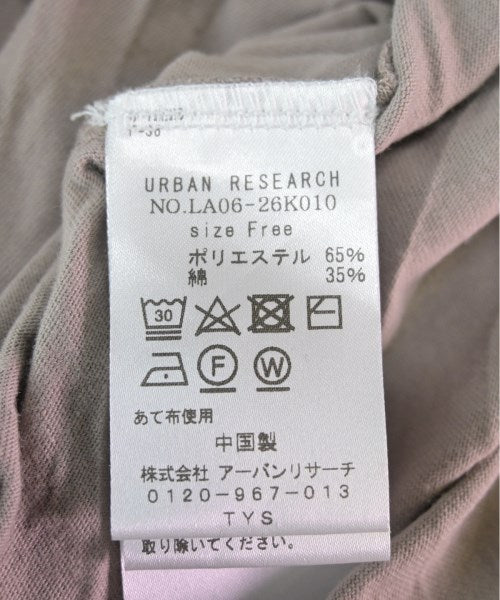 URBAN RESEARCH
NO.LA06-26K010
size Free
ポリエステル 65%
綿 35%
30
F W
あて布使用
中国製
株式会社 アーバンリサーチ
0120-967-013
TYS
取り除いてください。